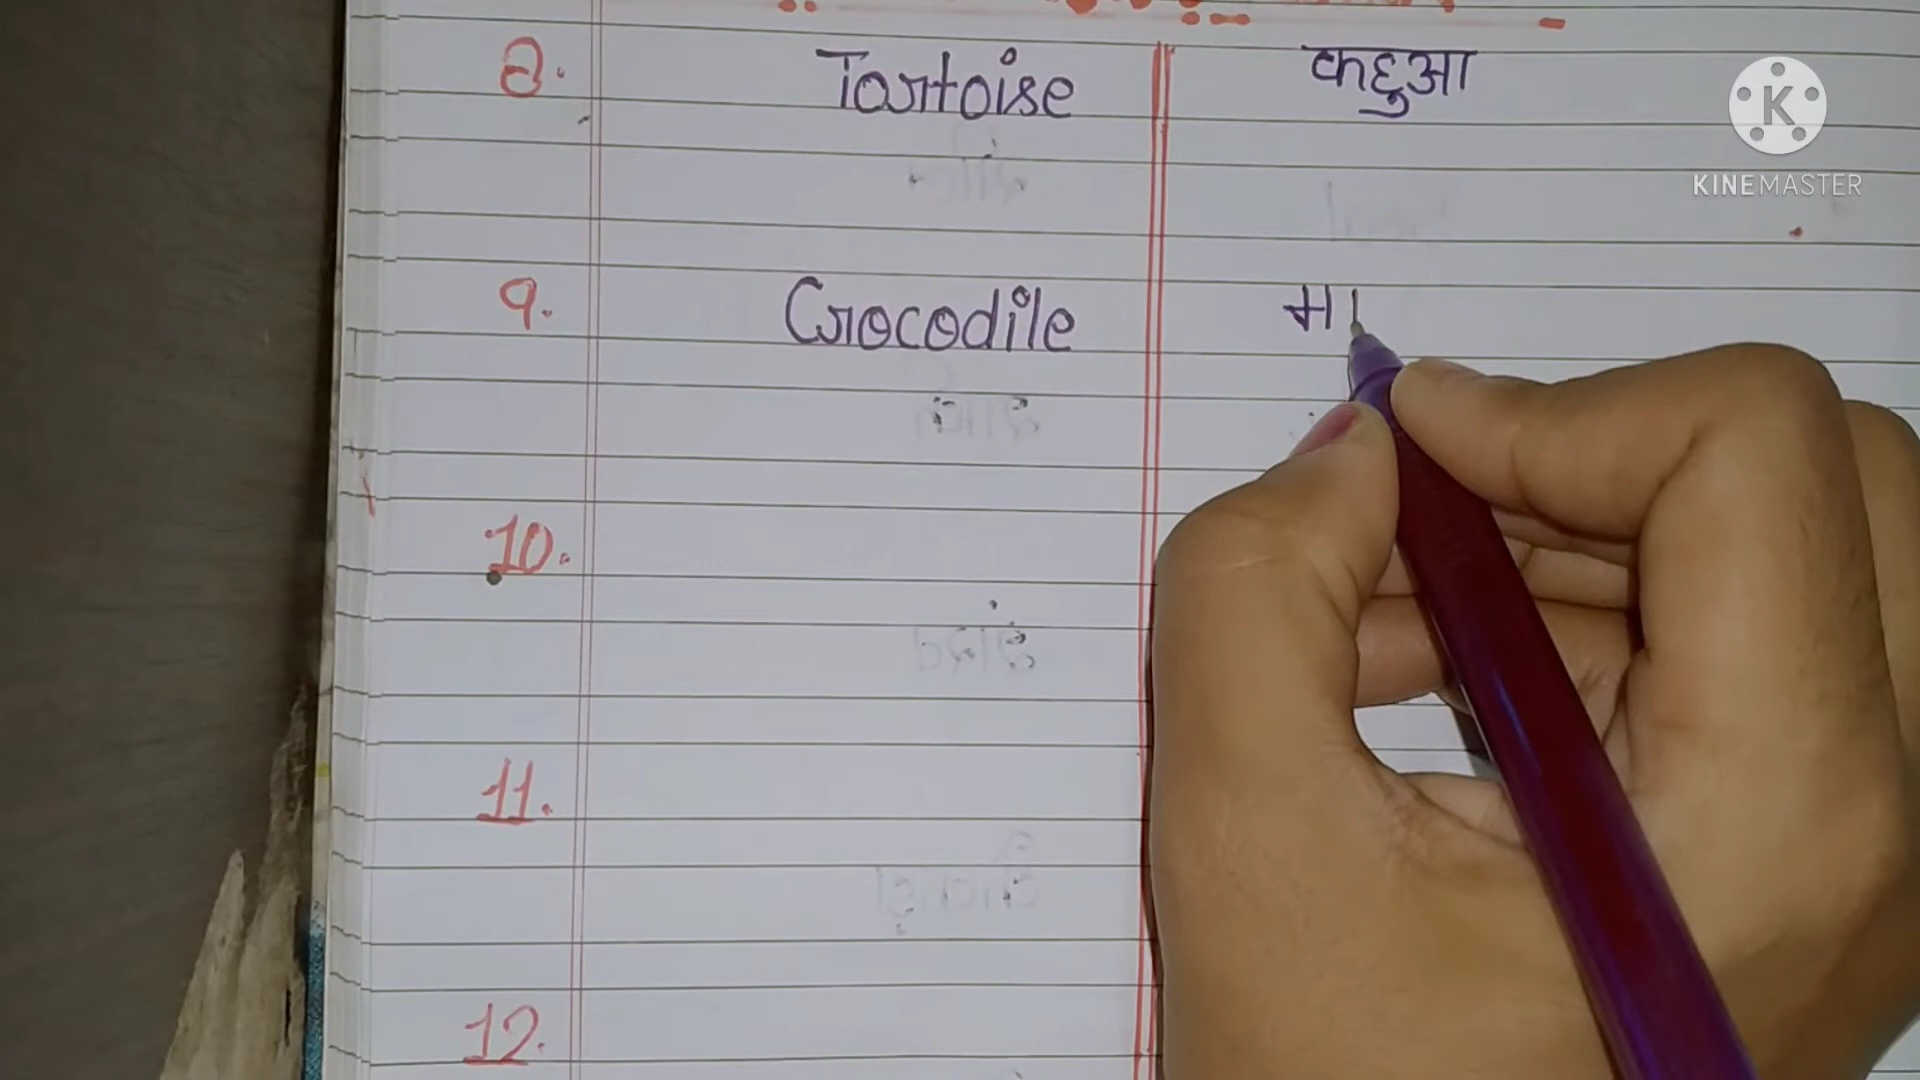 8. Tortoise कछुआ
KINEMASTER
9. Crocodile म
10.
11.
12.